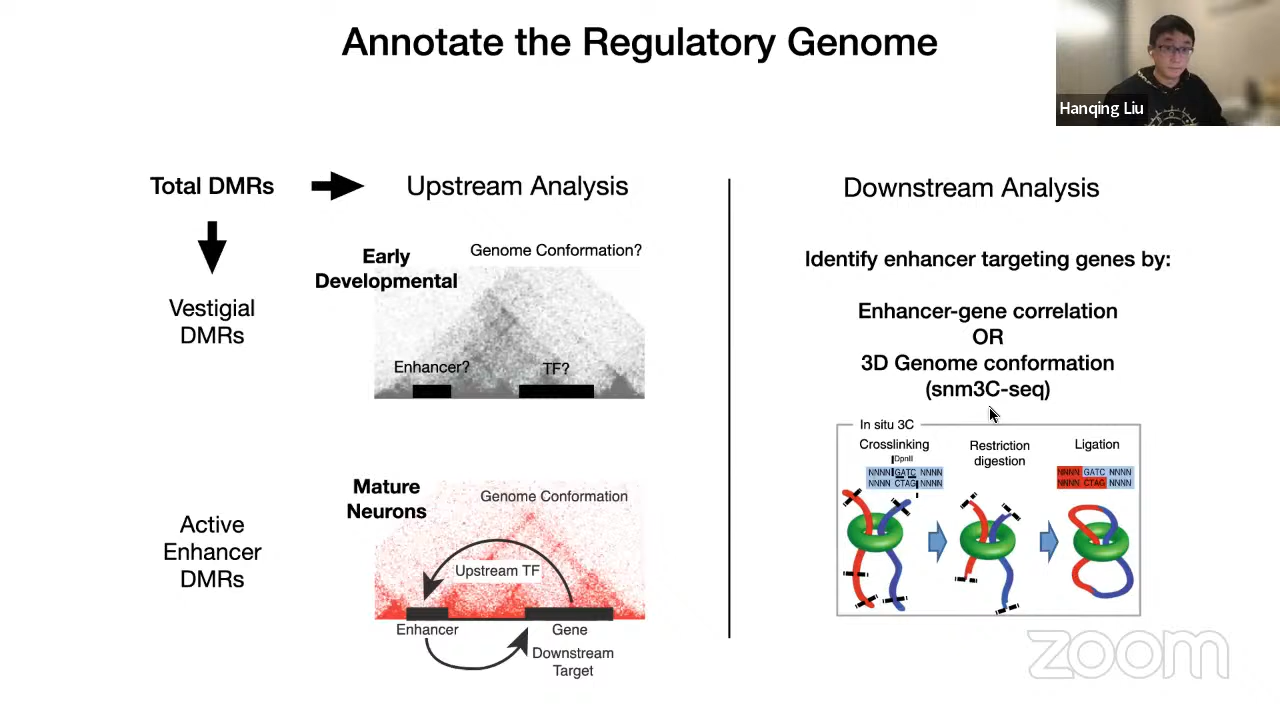 Annotate the Regulatory Genome
Hanqing Liu
Total DMRs
Upstream Analysis
Downstream Analysis
Vestigial
DMRs
Early
Developmental
Genome Conformation?
Enhancer?
TF?
Active
Enhancer
DMRs
Mature
Neurons
Genome Conformation
Upstream TF
Enhancer
Gene
Downstream
Target
Identify enhancer targeting genes by:
Enhancer-gene correlation
OR
3D Genome conformation
(snm3C-seq)
In situ 3C
Crosslinking
DpnII
NNNN GATC NNNN
NNNN CTAG NNNN
Restriction
digestion
Ligation
NNNN GATC NNNN
NNNN CTAG NNNN
zoom